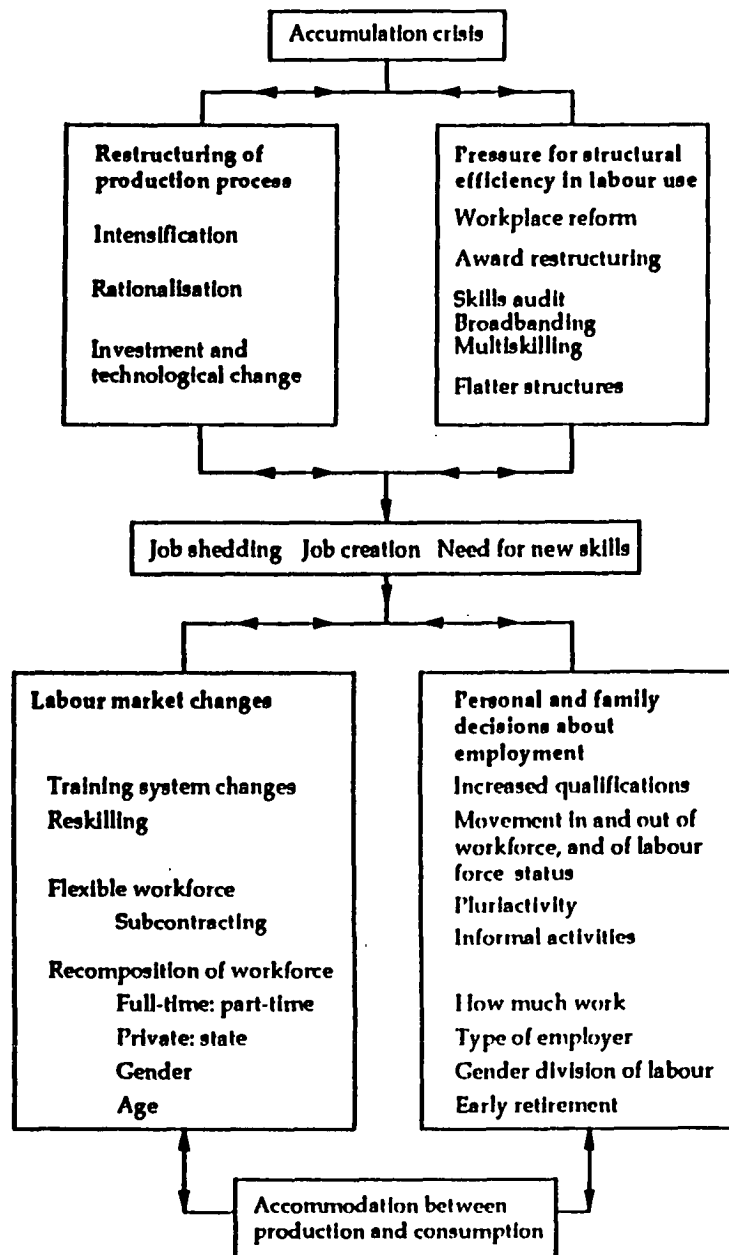 Accumulation crisis
Restructuring of
production process
Intensification
Rationalisation
Investment and
technological change
Pressure for structural
efficiency in labour use
Workplace reform
Award restructuring
Skills audit
Broadbanding
Multiskilling
Flatter structures
Job shedding Job creation Need for new skills
Labour market changes
Training system changes
Reskilling
Flexible workforce
Subcontracting
Recomposition of workforce
Full-time: part-time
Private: state
Gender
Age
Personal and family
decisions about
employment
Increased qualifications
Movement in and out of
workforce, and of labour
force status
Pluriactivity
Informal activities
How much work
Type of employer
Gender division of labour
Early retirement
Accommodation between
production and consumption